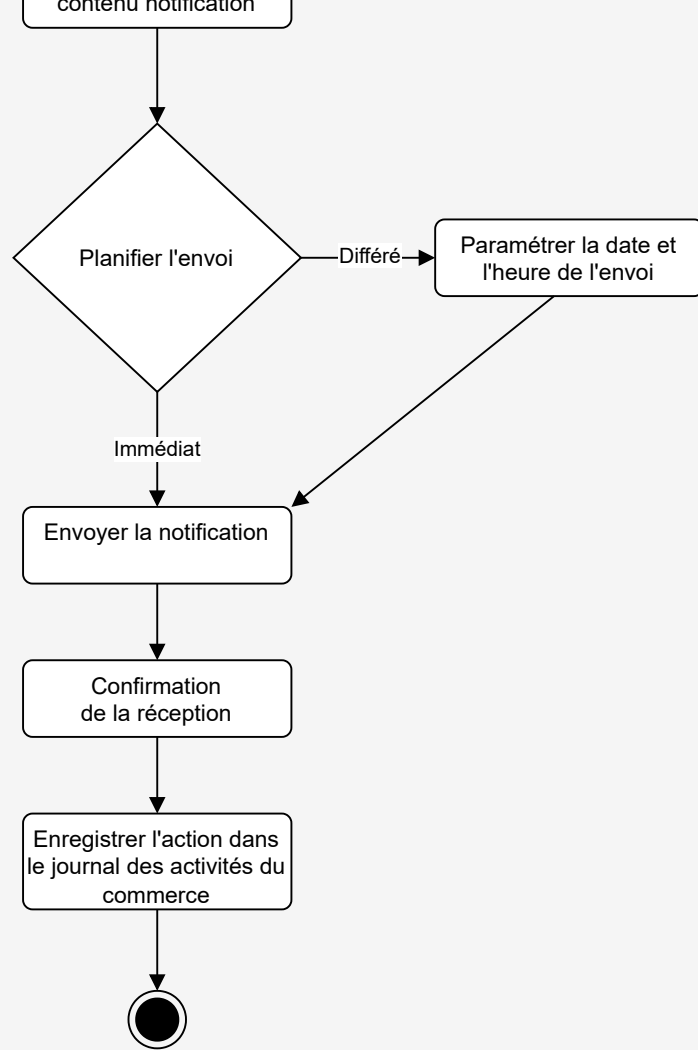 contenu notification
Planifier l'envoi
Différé
Paramétrer la date et
l'heure de l'envoi
Immédiat
Envoyer la notification
Confirmation
de la réception
Enregistrer l'action dans
le journal des activités du
commerce